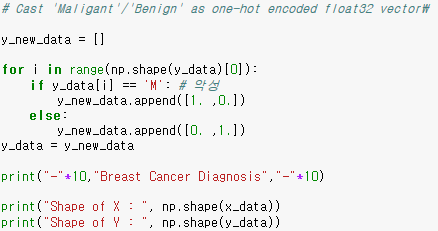 # Cast 'Maligant'/'Benign' as one-hot encoded float32 vector\
y_new_data = []
for i in range(np.shape(y_data)[0]):
    if y_data[i] == 'M': # 악성
        y_new_data.append([1. ,0.])
    else:
        y_new_data.append([0. ,1.])
y_data = y_new_data
print("-"*10,"Breast Cancer Diagnosis","-"*10)
print("Shape of X : ", np.shape(x_data))
print("Shape of Y : ", np.shape(y_data))